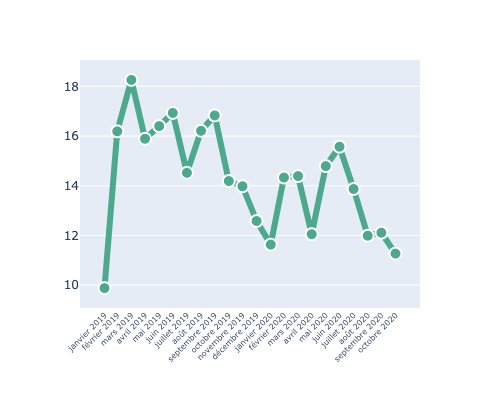 18
16
14
12
10
janvier 2019
février 2019
mars 2019
avril 2019
mai 2019
juin 2019
juillet 2019
août 2019
septembre 2019
octobre 2019
novembre 2019
décembre 2019
janvier 2020
février 2020
mars 2020
avril 2020
mai 2020
juin 2020
juillet 2020
août 2020
septembre 2020
octobre 2020